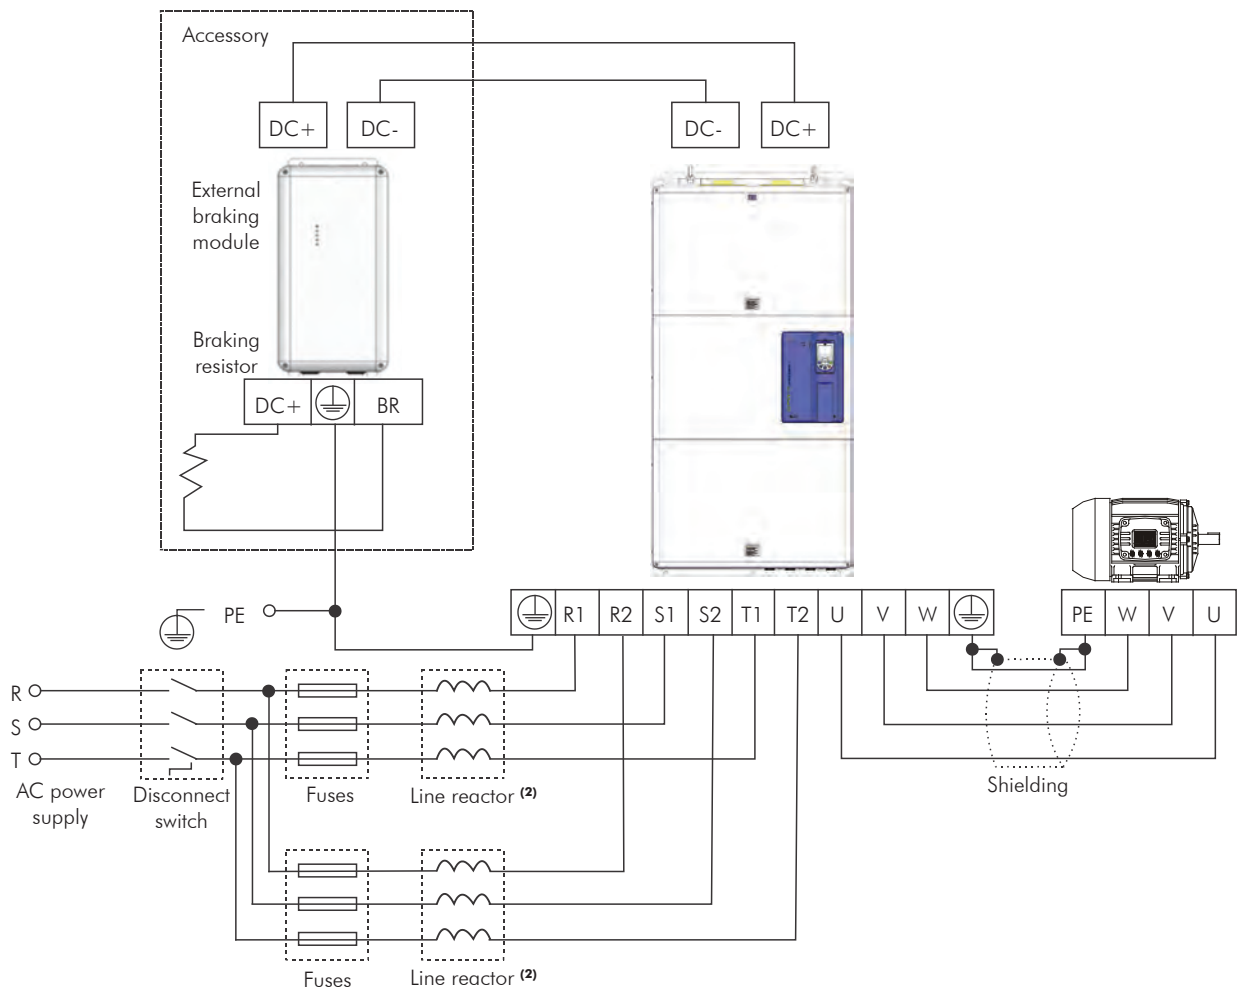 Accessory
DC+
DC-
DC-
DC+
External
braking
module
Braking
resistor
DC+
BR
PE
R1
R2
S1
S2
T1
T2
U
V
W
PE
W
V
U
R
S
T
AC power
supply
Disconnect
switch
Fuses
Line reactor (2)
Shielding
Fuses
Line reactor (2)